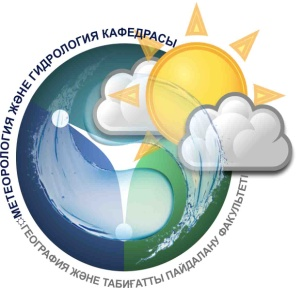 МЕТЕОРОЛОГИЯ ЖӘНЕ ГИДРОЛОГИЯ КАФЕДРАСЫ
ГЕОГРАФИЯ ЖӘНЕ ТАБИҒАТТЫ ПАЙДАЛАНУ ФАКУЛЬТЕТІ